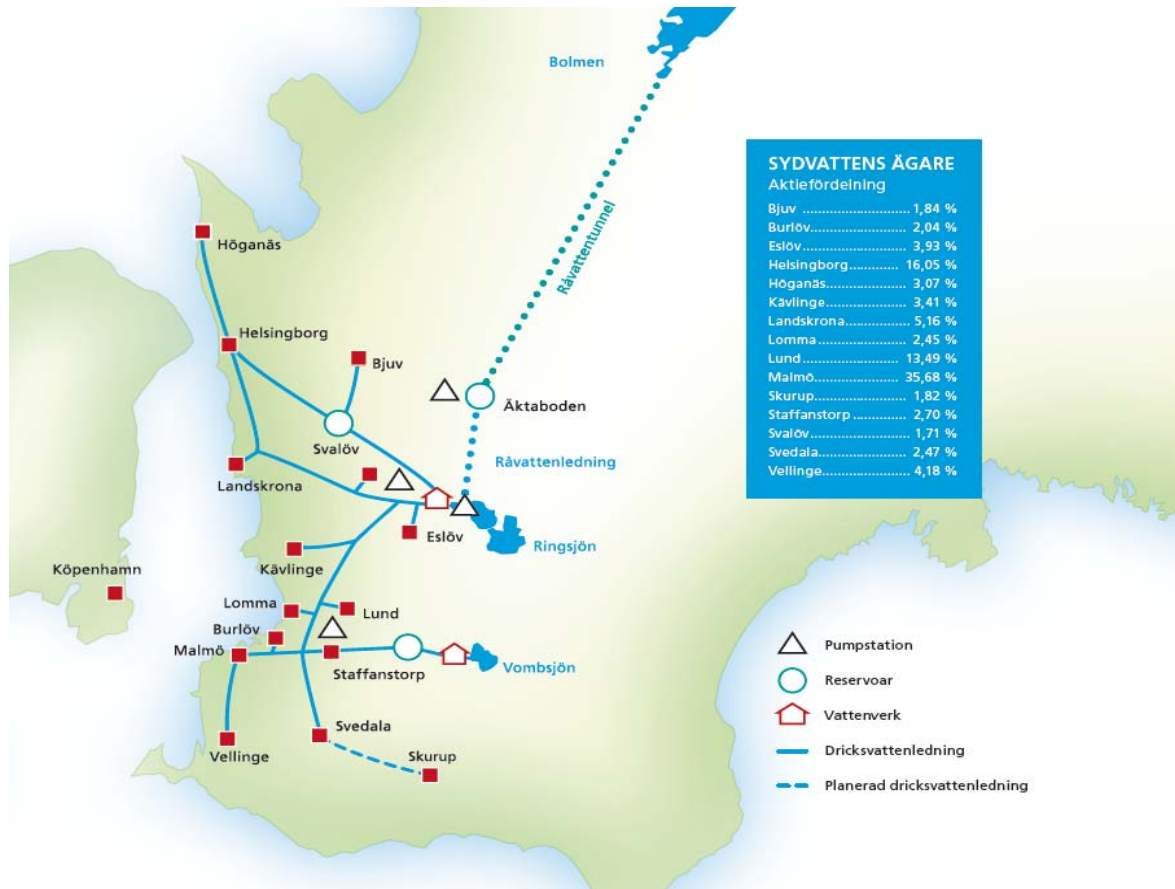 Bolmen
SYDVATTENS ÄGARE
Aktiefördelning
Bjuv ........................... 1,84 %
Burlöv......................... 2,04 %
Eslöv .......................... 3,93 %
Helsingborg............. 16,05 %
Höganäs...................... 3,07 %
Kävlinge...................... 3,41 %
Landskrona................. 5,16 %
Lomma........................ 2,45 %
Lund.......................... 13,49 %
Malmö....................... 35,68 %
Skurup........................ 1,82 %
Staffanstorp ............... 2,70 %
Svalöv......................... 1,71 %
Svedala....................... 2,47 %
Vellinge....................... 4,18 %
Råvattentunnel
Höganäs
Helsingborg
Bjuv
Äktaboden
Svalöv
Råvattenledning
Landskrona
Eslöv
Ringsjön
Kävlinge
Köpenhamn
Lomma
Lund
Burlöv
Malmö
Staffanstorp
Vombsjön
Svedala
Vellinge
Skurup
Pumpstation
Reservoar
Vattenverk
Dricksvattenledning
Planerad dricksvattenledning